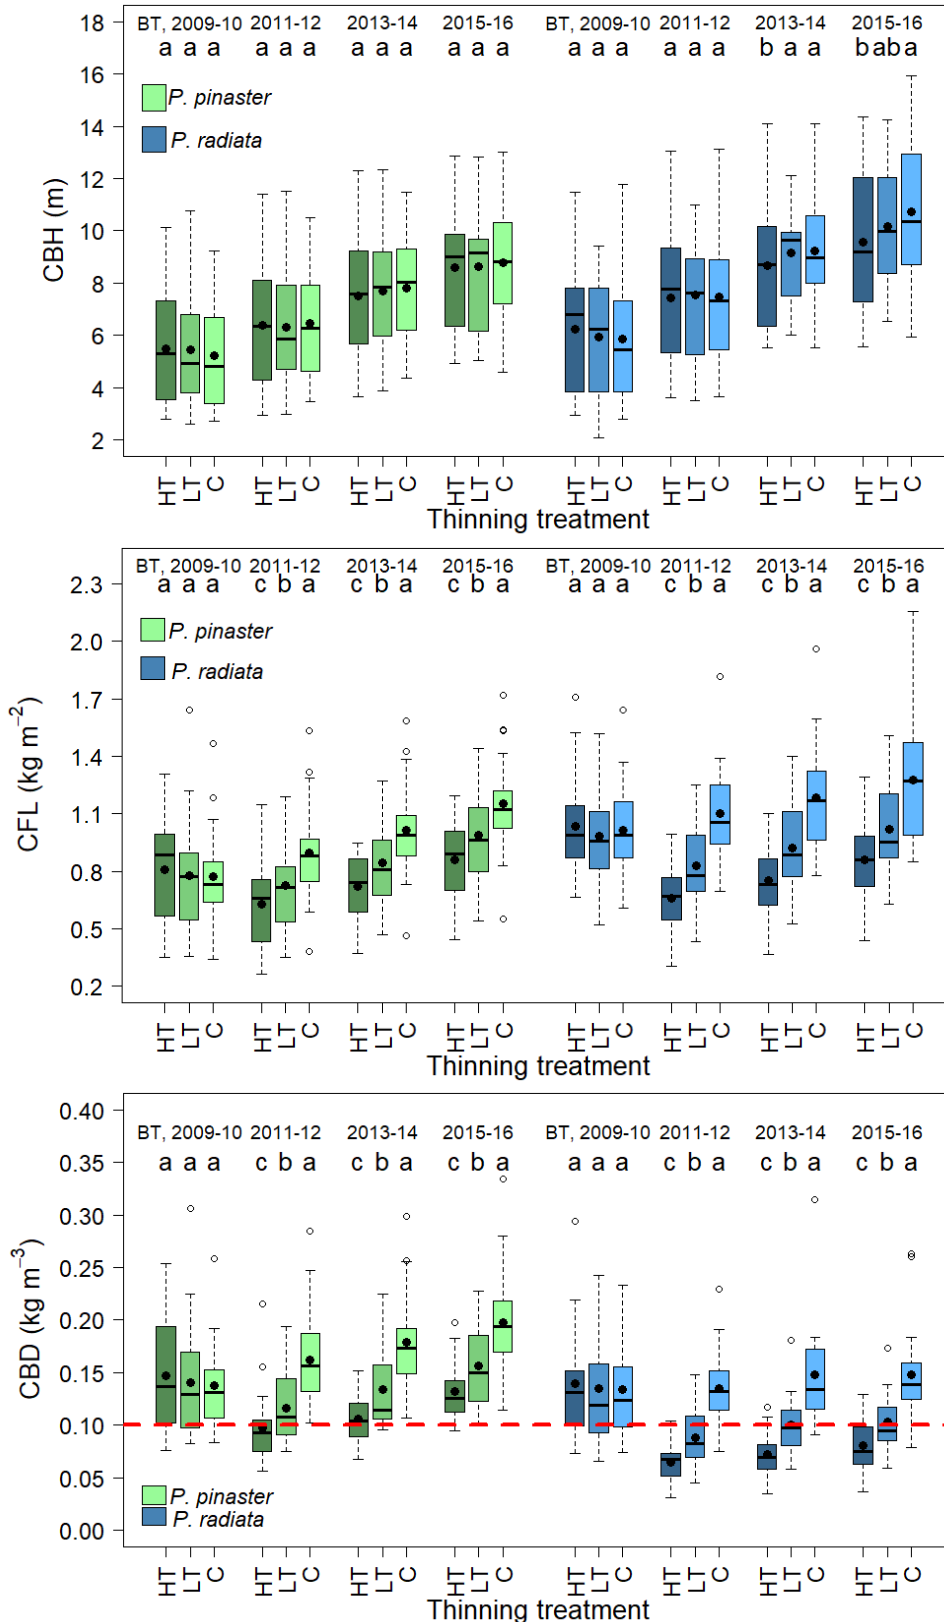 18
BT, 2009-10 2011-12 2013-14 2015-16 BT, 2009-10 2011-12 2013-14 2015-16
a a a a a a a a a a a a a a a a a a b a a b ab a
16
P. pinaster
14
P. radiata
12
10
8
6
4
2
CBH (m)
HT LT C HT LT C HT LT C HT LT C HT LT C HT LT C HT LT C HT LT C
Thinning treatment
BT, 2009-10 2011-12 2013-14 2015-16 BT, 2009-10 2011-12 2013-14 2015-16
2.3
a a a c b a c b a c b a a a a c b a c b a c b a
P. pinaster
2.0
P. radiata
1.7
1.4
1.1
0.8
0.5
0.2
CFL (kg m−2)
HT LT C HT LT C HT LT C HT LT C HT LT C HT LT C HT LT C HT LT C
Thinning treatment
0.40
BT, 2009-10 2011-12 2013-14 2015-16 BT, 2009-10 2011-12 2013-14 2015-16
0.35
a a a c b a c b a c b a a a a c b a c b a c b a
0.30
0.25
0.20
0.15
0.10
0.05
P. pinaster
P. radiata
0.00
CBD (kg m−3)
HT LT C HT LT C HT LT C HT LT C HT LT C HT LT C HT LT C HT LT C
Thinning treatment